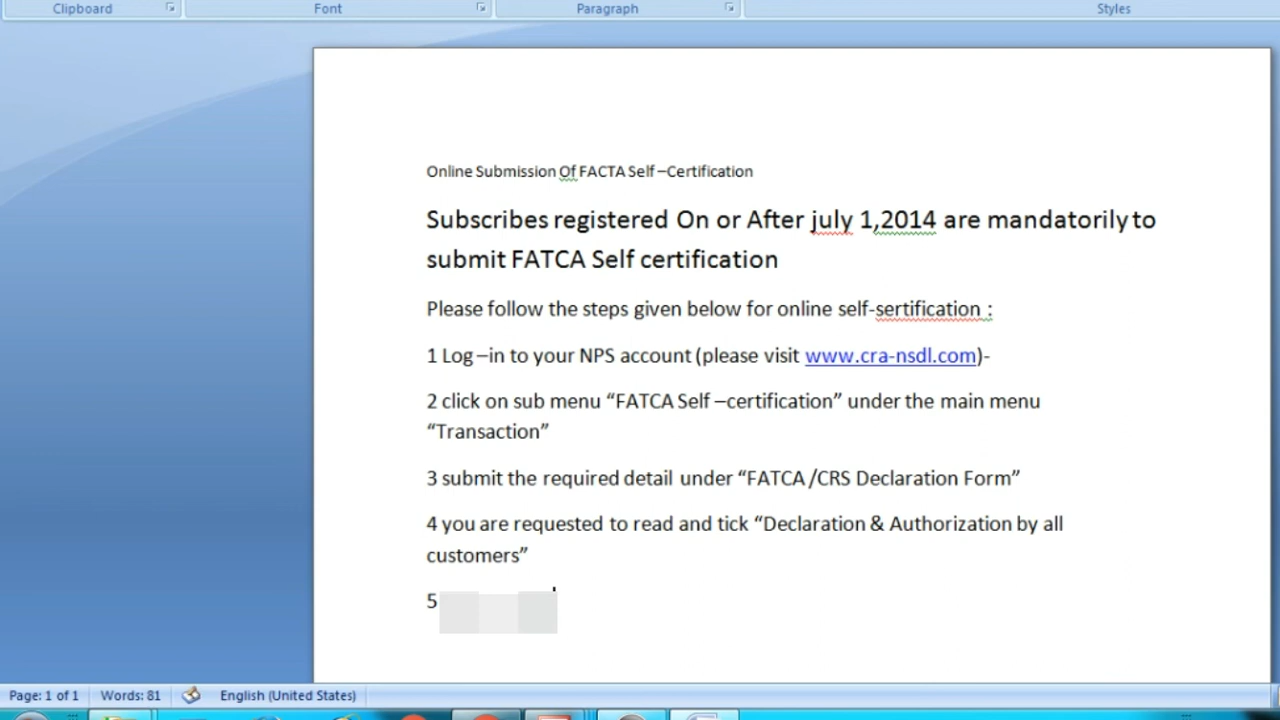 Clipboard Font Paragraph Styles
Online Submission Of FACTA Self –Certification
Subscribes registered On or After july 1,2014 are mandatorily to
submit FATCA Self certification
Please follow the steps given below for online self-sertification :
1 Log –in to your NPS account (please visit www.cra-nsdl.com)-
2 click on sub menu “FATCA Self –certification” under the main menu
“Transaction”
3 submit the required detail under “FATCA /CRS Declaration Form”
4 you are requested to read and tick “Declaration & Authorization by all
customers”
5
Page: 1 of 1 Words: 81 English (United States)